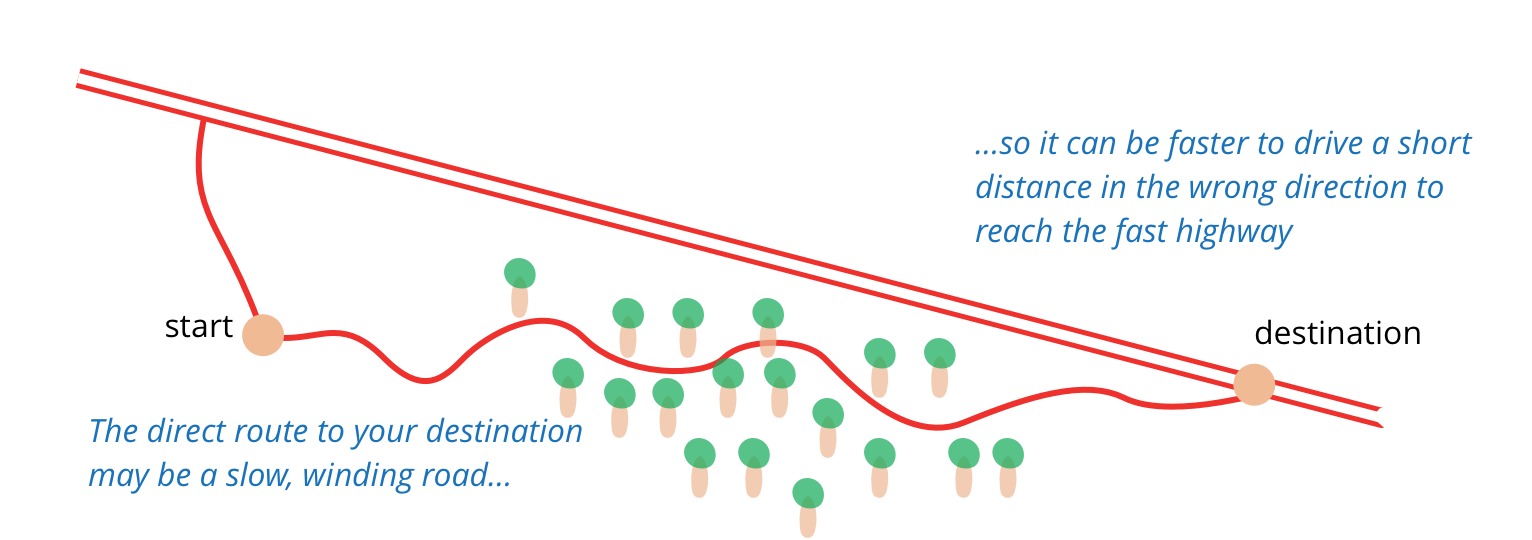 ...so it can be faster to drive a short
distance in the wrong direction to
reach the fast highway
start
destination
The direct route to your destination
may be a slow, winding road...